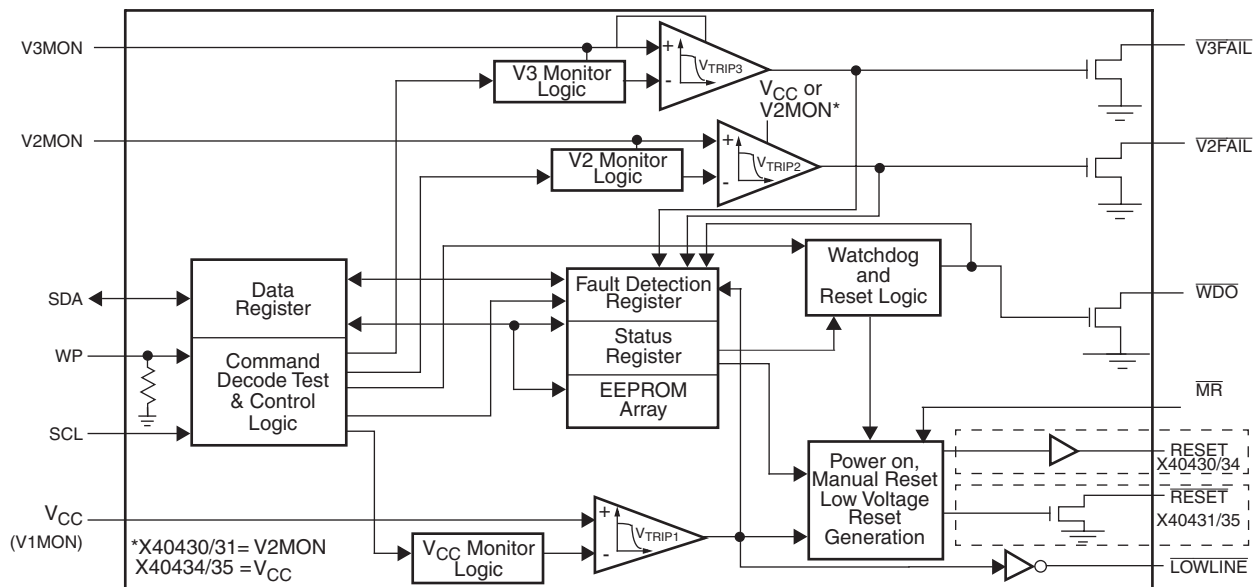 V3MON
V3 Monitor
Logic
+
-
VTRIP3
V3FAIL
VCC or
V2MON*
V2MON
V2 Monitor
Logic
+
-
VTRIP2
V2FAIL
SDA
WP
SCL
Data
Register
Command
Decode Test
& Control
Logic
Fault Detection
Register
Status
Register
EEPROM
Array
Watchdog
and
Reset Logic
WDO
MR
Power on,
Manual Reset
Low Voltage
Reset
Generation
RESET
X40430/34
RESET
X40431/35
VCC
(V1MON)
+
-
VTRIP1
VCC Monitor
Logic
LOWLINE
*X40430/31= V2MON
X40434/35 =VCC